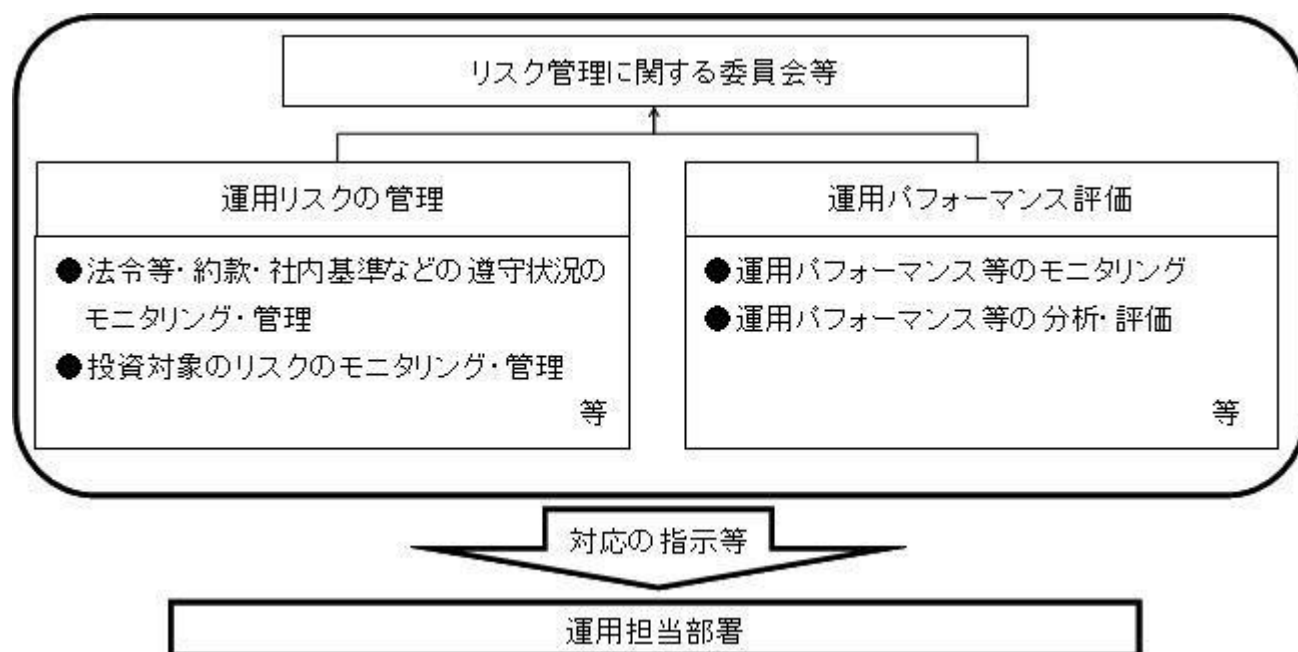 リスク管理に関する委員会等
運用リスクの管理
●法令等・約款・社内基準などの遵守状況の
モニタリング・管理
●投資対象のリスクのモニタリング・管理
等
運用パフォーマンス評価
●運用パフォーマンス等のモニタリング
●運用パフォーマンス等の分析・評価
等
対応の指示等
運用担当部署